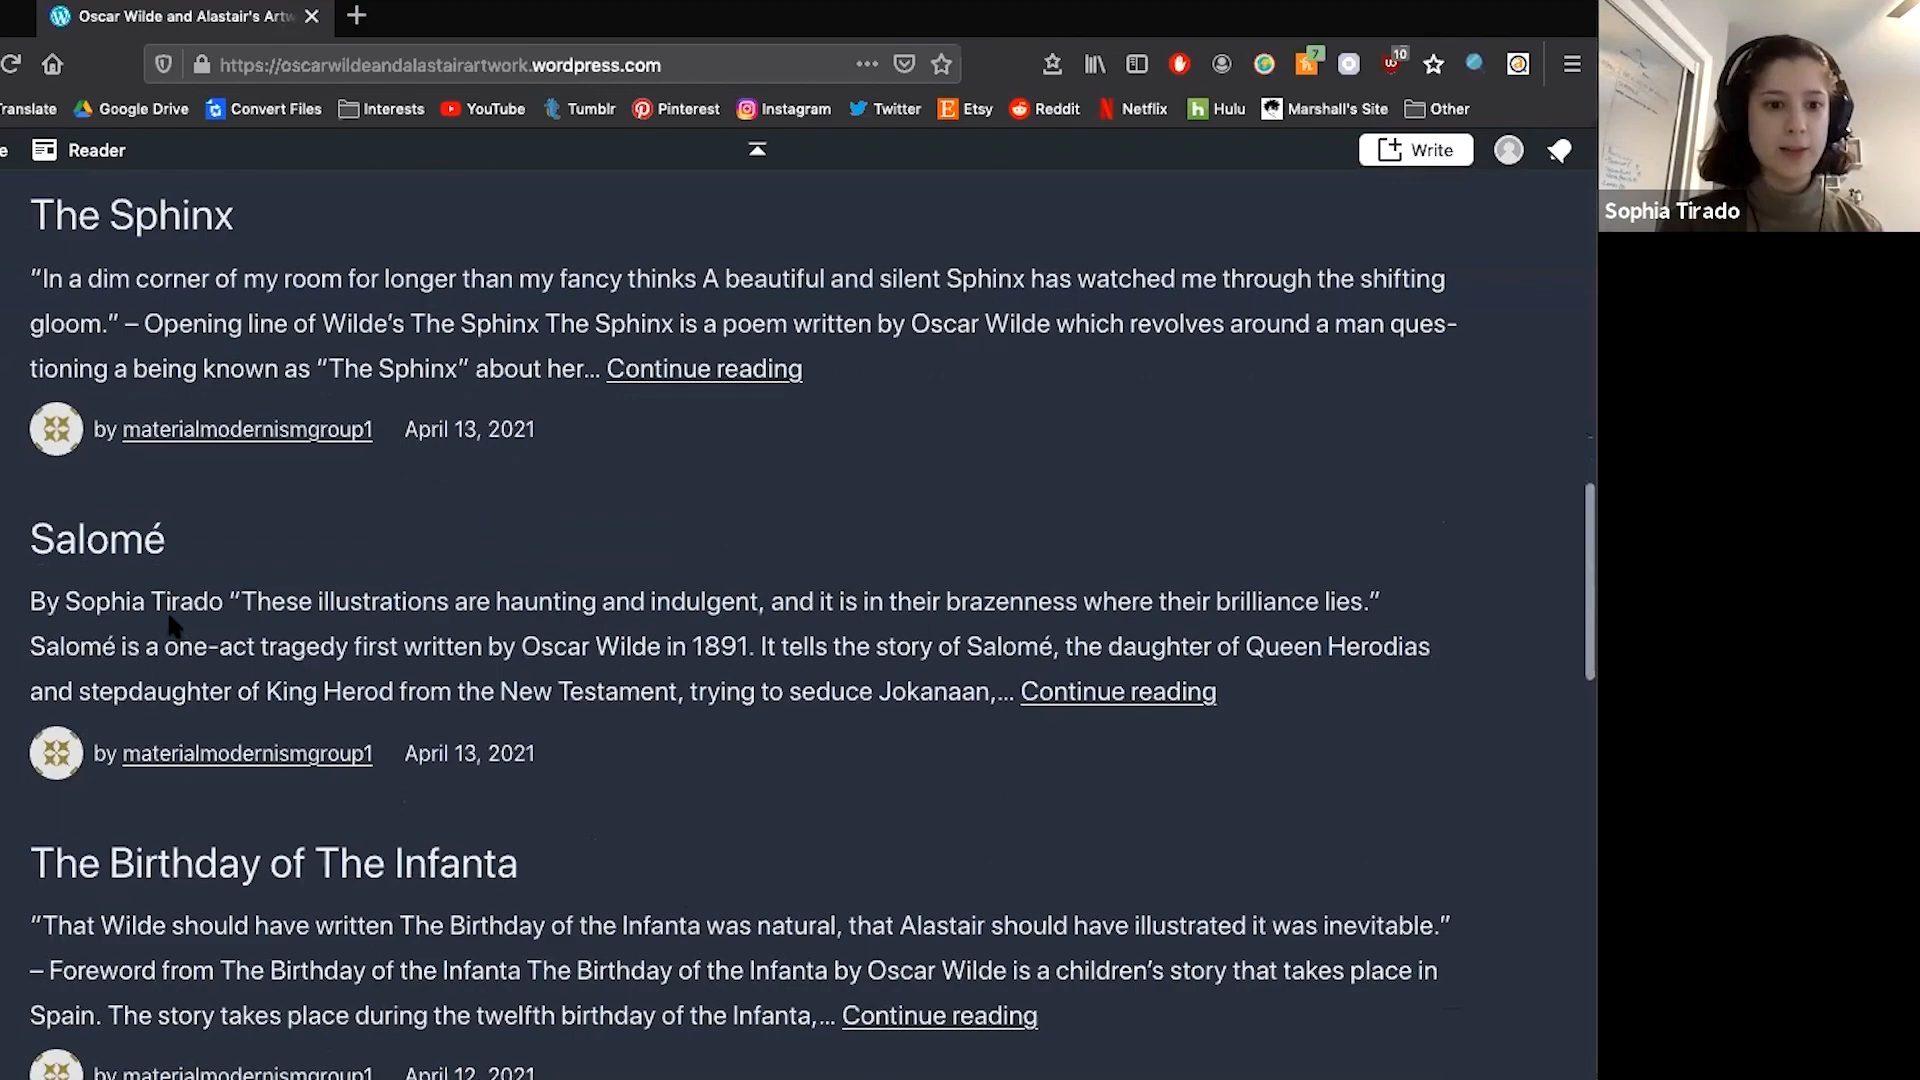 Oscar Wilde and Alastair's Artw
https://oscarwildeandalastairartwork.wordpress.com
7
10
ranslate Google Drive Convert Files Interests YouTube Tumblr Pinterest Instagram Twitter Etsy Reddit Netflix Hulu Marshall's Site Other
e Reader Write
Sophia Tirado
The Sphinx
“In a dim corner of my room for longer than my fancy thinks A beautiful and silent Sphinx has watched me through the shifting
gloom.” – Opening line of Wilde’s The Sphinx The Sphinx is a poem written by Oscar Wilde which revolves around a man ques-
tioning a being known as “The Sphinx” about her... Continue reading
by materialmodernismgroup1 April 13, 2021
Salomé
By Sophia Tirado “These illustrations are haunting and indulgent, and it is in their brazenness where their brilliance lies.”
Salomé is a one-act tragedy first written by Oscar Wilde in 1891. It tells the story of Salomé, the daughter of Queen Herodias
and stepdaughter of King Herod from the New Testament, trying to seduce Jokanaan,... Continue reading
by materialmodernismgroup1 April 13, 2021
The Birthday of The Infanta
“That Wilde should have written The Birthday of the Infanta was natural, that Alastair should have illustrated it was inevitable.”
– Foreword from The Birthday of the Infanta The Birthday of the Infanta by Oscar Wilde is a children’s story that takes place in
Spain. The story takes place during the twelfth birthday of the Infanta,... Continue reading
by materialmodernismgroup1 April 12, 2021